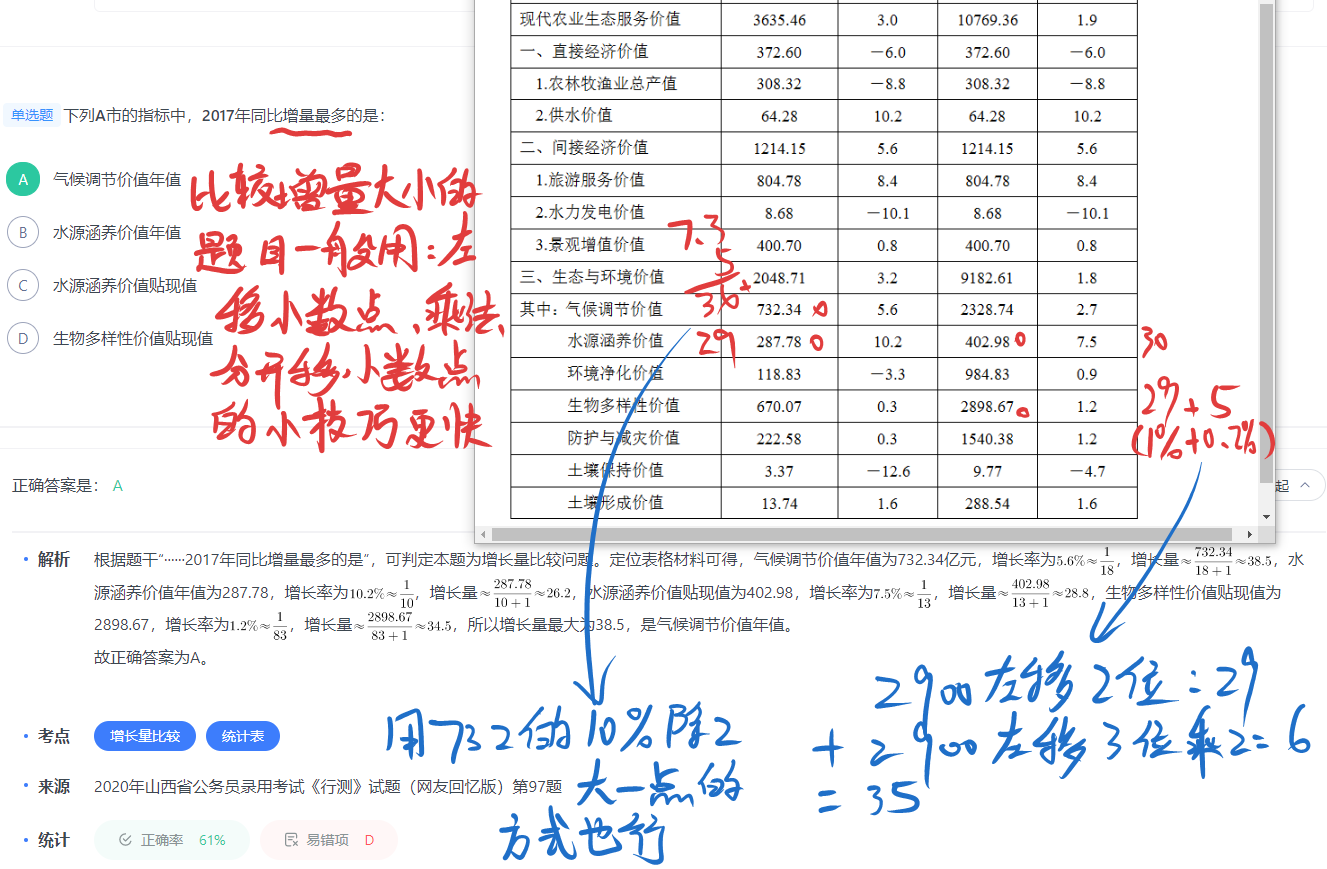 现代农业生态服务价值 3635.46 3.0 10769.36 1.9
一、直接经济价值 372.60 －6.0 372.60 －6.0
1.农林牧渔业总产值 308.32 －8.8 308.32 －8.8
2.供水价值 64.28 10.2 64.28 10.2
二、间接经济价值 1214.15 5.6 1214.15 5.6
1.旅游服务价值 804.78 8.4 804.78 8.4
2.水力发电价值 8.68 －10.1 8.68 －10.1
3.景观增值价值 400.70 0.8 400.70 0.8
三、生态与环境价值 2048.71 3.2 9182.61 1.8
其中：气候调节价值 732.34 5.6 2328.74 2.7
水源涵养价值 287.78 10.2 402.98 7.5
环境净化价值 118.83 －3.3 984.83 0.9
生物多样性价值 670.07 0.3 2898.67 1.2
防护与减灾价值 222.58 0.3 1540.38 1.2
土壤保持价值 3.37 －12.6 9.77 －4.7
土壤形成价值 13.74 1.6 288.54 1.6
7.3
5
36+
29
30
29+5
(1%+0.2%)
单选题 下列A市的指标中，2017年同比增量最多的是：
A 气候调节价值年值
B 水源涵养价值年值
C 水源涵养价值贴现值
D 生物多样性价值贴现值
比较增量大小的
题目一般用：左
移小数点、乘法、
分开移小数点
的小技巧更快
正确答案是： A
起
解析 根据题干“······2017年同比增量最多的是”，可判定本题为增长量比较问题。定位表格材料可得，气候调节价值年值为732.34亿元，增长率为5.6%≈1/18，增长量≈732.34/(18+1)≈38.5，水
源涵养价值年值为287.78，增长率为10.2%≈1/10，增长量≈287.78/(10+1)≈26.2，水源涵养价值贴现值为402.98，增长率为7.5%≈1/13，增长量≈402.98/(13+1)≈28.8，生物多样性价值贴现值为
2898.67，增长率为1.2%≈1/83，增长量≈2898.67/(83+1)≈34.5，所以增长量最大为38.5，是气候调节价值年值。
故正确答案为A。
考点 增长量比较 统计表
来源 2020年山西省公务员录用考试《行测》试题（网友回忆版）第97题
统计 正确率 61% 易错项 D
用732的10%除2
大一点的
方式也行
2900左移2位：29
+2900左移3位乘2=6
=35